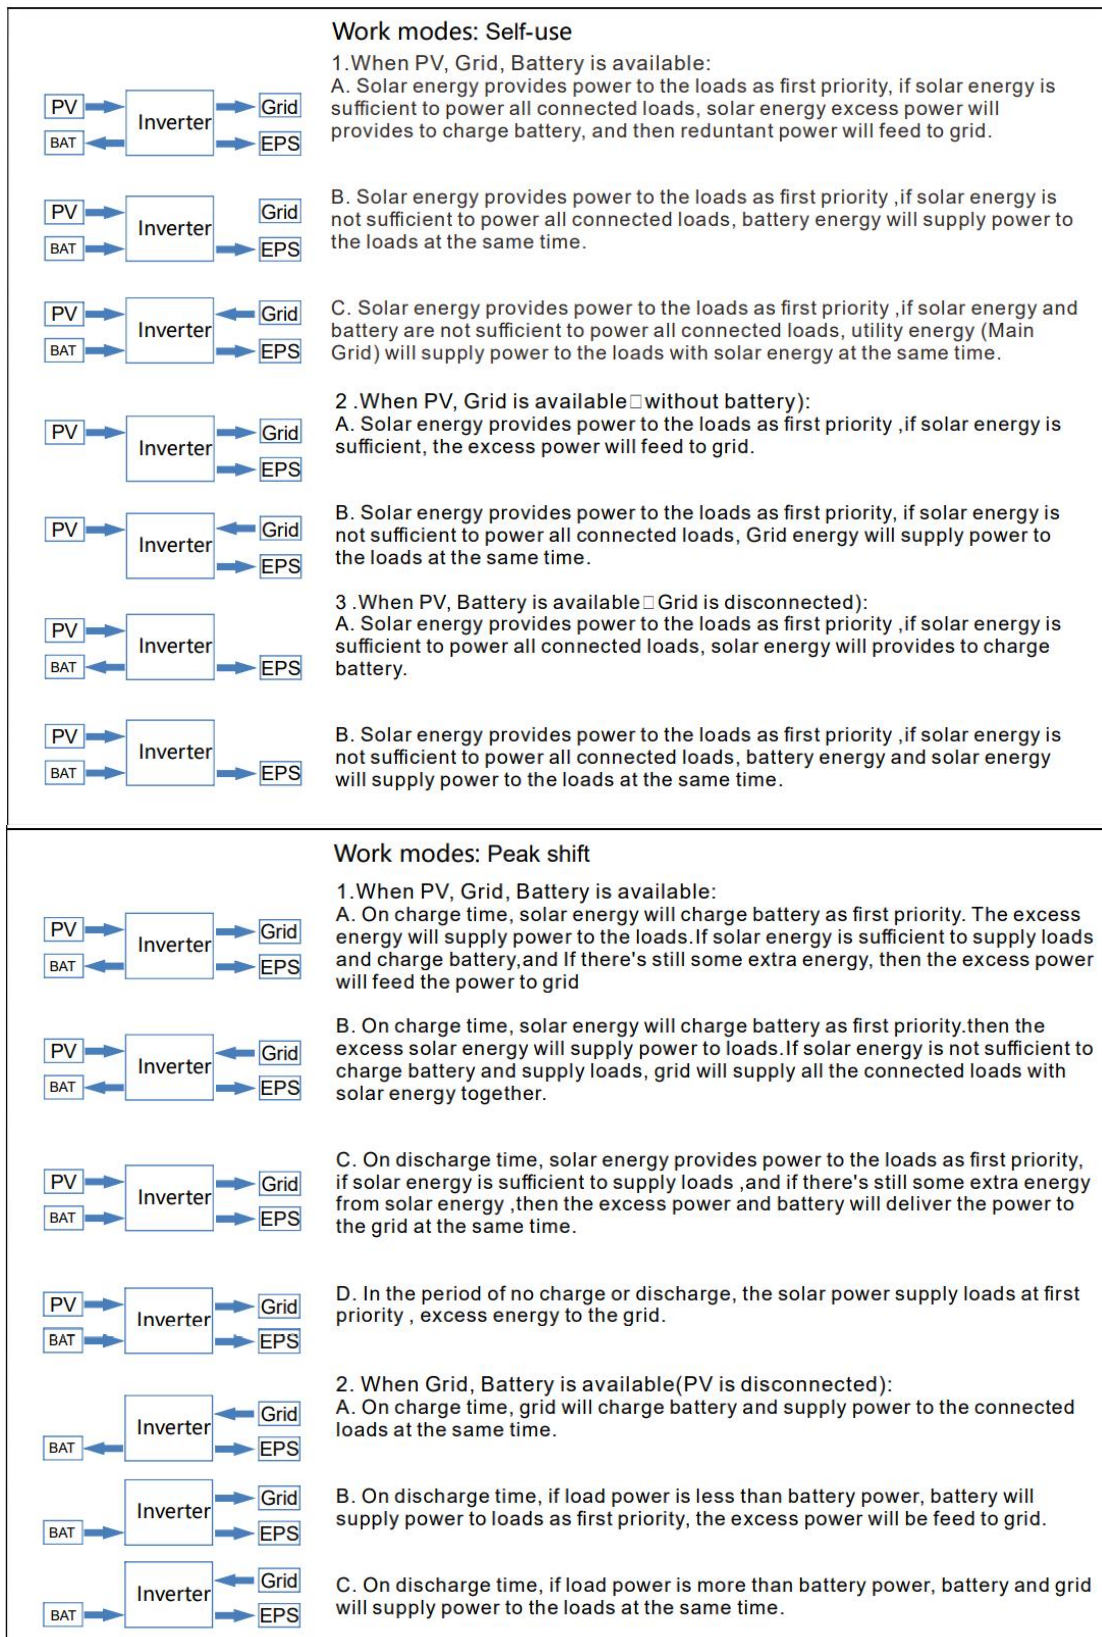 Work modes: Self-use
1.When PV, Grid, Battery is available:
A. Solar energy provides power to the loads as first priority, if solar energy is
sufficient to power all connected loads, solar energy excess power will
provides to charge battery, and then reduntant power will feed to grid.
PV
BAT
Inverter
Grid
EPS
B. Solar energy provides power to the loads as first priority ,if solar energy is
not sufficient to power all connected loads, battery energy will supply power to
the loads at the same time.
PV
BAT
Inverter
Grid
EPS
C. Solar energy provides power to the loads as first priority ,if solar energy and
battery are not sufficient to power all connected loads, utility energy (Main
Grid) will supply power to the loads with solar energy at the same time.
PV
BAT
Inverter
Grid
EPS
2 .When PV, Grid is available□without battery):
A. Solar energy provides power to the loads as first priority ,if solar energy is
sufficient, the excess power will feed to grid.
PV
Inverter
Grid
EPS
B. Solar energy provides power to the loads as first priority, if solar energy is
not sufficient to power all connected loads, Grid energy will supply power to
the loads at the same time.
PV
Inverter
Grid
EPS
3 .When PV, Battery is available□Grid is disconnected):
A. Solar energy provides power to the loads as first priority ,if solar energy is
sufficient to power all connected loads, solar energy will provides to charge
battery.
PV
BAT
Inverter
EPS
B. Solar energy provides power to the loads as first priority ,if solar energy is
not sufficient to power all connected loads, battery energy and solar energy
will supply power to the loads at the same time.
PV
BAT
Inverter
EPS
Work modes: Peak shift
1.When PV, Grid, Battery is available:
A. On charge time, solar energy will charge battery as first priority. The excess
energy will supply power to the loads.If solar energy is sufficient to supply loads
and charge battery,and If there's still some extra energy, then the excess power
will feed the power to grid
PV
BAT
Inverter
Grid
EPS
B. On charge time, solar energy will charge battery as first priority.then the
excess solar energy will supply power to loads.If solar energy is not sufficient to
charge battery and supply loads, grid will supply all the connected loads with
solar energy together.
PV
BAT
Inverter
Grid
EPS
C. On discharge time, solar energy provides power to the loads as first priority,
if solar energy is sufficient to supply loads ,and if there's still some extra energy
from solar energy ,then the excess power and battery will deliver the power to
the grid at the same time.
PV
BAT
Inverter
Grid
EPS
D. In the period of no charge or discharge, the solar power supply loads at first
priority , excess energy to the grid.
PV
BAT
Inverter
Grid
EPS
2. When Grid, Battery is available(PV is disconnected):
A. On charge time, grid will charge battery and supply power to the connected
loads at the same time.
BAT
Inverter
Grid
EPS
B. On discharge time, if load power is less than battery power, battery will
supply power to loads as first priority, the excess power will be feed to grid.
BAT
Inverter
Grid
EPS
C. On discharge time, if load power is more than battery power, battery and grid
will supply power to the loads at the same time.
BAT
Inverter
Grid
EPS